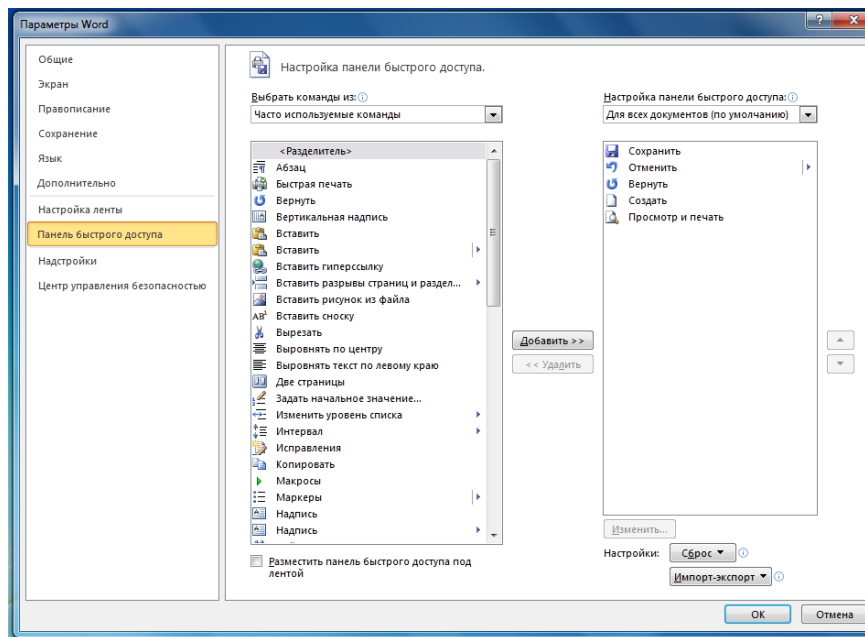 Параметры Word
Общие
Экран
Правописание
Сохранение
Язык
Дополнительно
Настройка ленты
Панель быстрого доступа
Надстройки
Центр управления безопасностью
Настройка панели быстрого доступа.
Выбрать команды из:
Часто используемые команды
<Разделитель>
Абзац
Быстрая печать
Вернуть
Вертикальная надпись
Вставить
Вставить
Вставить гиперссылку
Вставить разрывы страниц и раздел...
Вставить рисунок из файла
Вставить сноску
Вырезать
Выровнять по центру
Выровнять текст по левому краю
Две страницы
Задать начальное значение...
Изменить уровень списка
Интервал
Исправления
Копировать
Макросы
Маркеры
Надпись
Надпись
Разместить панель быстрого доступа под
лентой
Добавить >>
<< Удалить
Настройка панели быстрого доступа:
Для всех документов (по умолчанию)
Сохранить
Отменить
Вернуть
Создать
Просмотр и печать
Изменить...
Настройки: Сброс
Импорт-экспорт
ОК Отмена